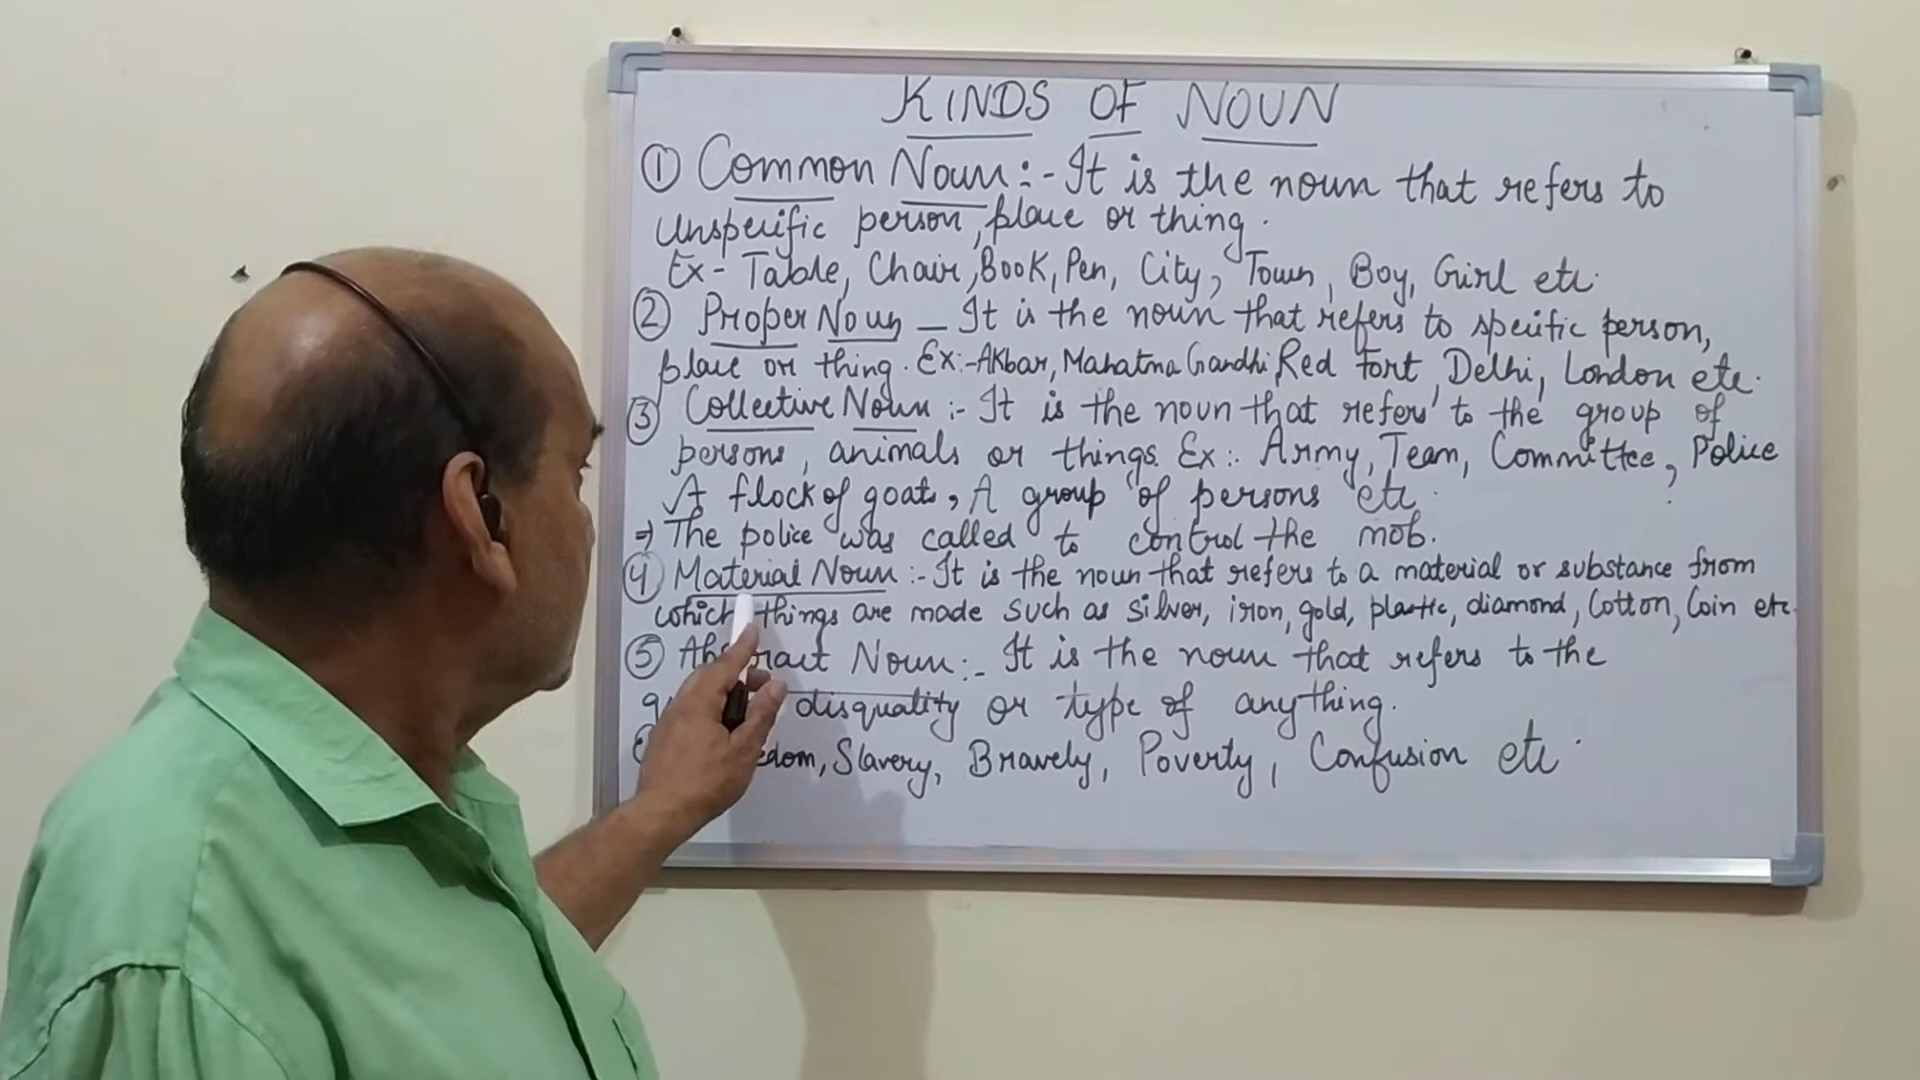 KINDS OF NOUN
① Common Noun:- It is the noun that refers to
Unspecific person, place or thing.
Ex- Table, Chair, Book, Pen, City, Town, Boy, Girl etc.
② Proper Noun _ It is the noun that refers to specific person,
place or thing. Ex:- Akbar, Mahatma Gandhi, Red Fort, Delhi, London etc.
③ Collective Noun :- It is the noun that refers to the group of
persons, animals or things. Ex:. Army, Team, Committee, Police
A flock of goats, A group of persons etc.
⇒ The police was called to control the mob.
④ Material Noun :- It is the noun that refers to a material or substance from
which things are made such as silver, iron, gold, plastic, diamond, Cotton, Coin etc.
⑤ Abstract Noun:- It is the noun that refers to the
disquality or type of anything.
Slavery, Bravely, Poverty, Confusion etc.